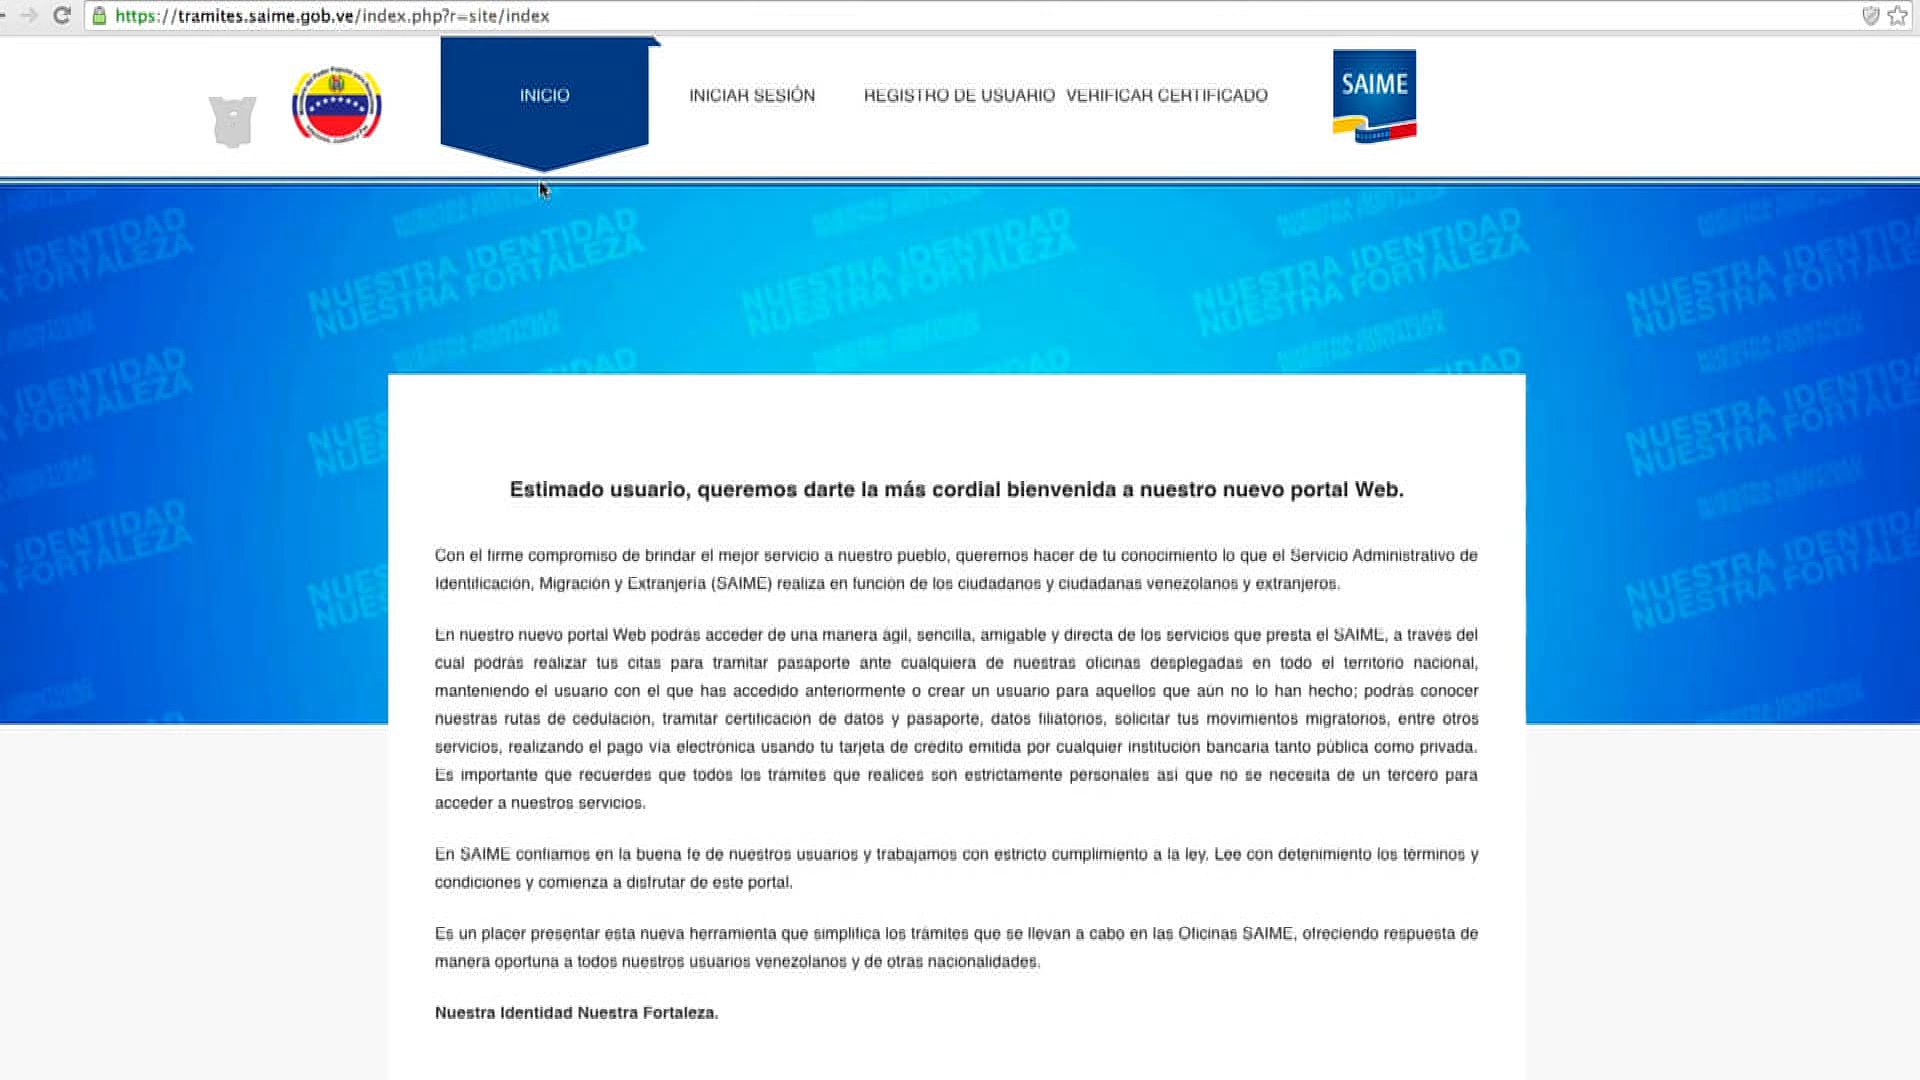 https://tramites.saime.gob.ve/index.php?r=site/index
INICIO
INICIAR SESIÓN
REGISTRO DE USUARIO
VERIFICAR CERTIFICADO
SAIME
NUESTRA IDENTIDAD
NUESTRA FORTALEZA
Estimado usuario, queremos darte la más cordial bienvenida a nuestro nuevo portal Web.
Con el firme compromiso de brindar el mejor servicio a nuestro pueblo, queremos hacer de tu conocimiento lo que el Servicio Administrativo de
Identificación, Migración y Extranjería (SAIME) realiza en función de los ciudadanos y ciudadanas venezolanos y extranjeros.
En nuestro nuevo portal Web podrás acceder de una manera ágil, sencilla, amigable y directa de los servicios que presta el SAIME, a través del
cual podrás realizar tus citas para tramitar pasaporte ante cualquiera de nuestras oficinas desplegadas en todo el territorio nacional,
manteniendo el usuario con el que has accedido anteriormente o crear un usuario para aquellos que aún no lo han hecho; podrás conocer
nuestras rutas de cedulación, tramitar certificación de datos y pasaporte, datos filiatorios, solicitar tus movimientos migratorios, entre otros
servicios, realizando el pago vía electrónica usando tu tarjeta de crédito emitida por cualquier institución bancaria tanto pública como privada.
Es importante que recuerdes que todos los trámites que realices son estrictamente personales así que no se necesita de un tercero para
acceder a nuestros servicios.
En SAIME confiamos en la buena fe de nuestros usuarios y trabajamos con estricto cumplimiento a la ley. Lee con detenimiento los términos y
condiciones y comienza a disfrutar de este portal.
Es un placer presentar esta nueva herramienta que simplifica los trámites que se llevan a cabo en las Oficinas SAIME, ofreciendo respuesta de
manera oportuna a todos nuestros usuarios venezolanos y de otras nacionalidades.
Nuestra Identidad Nuestra Fortaleza.